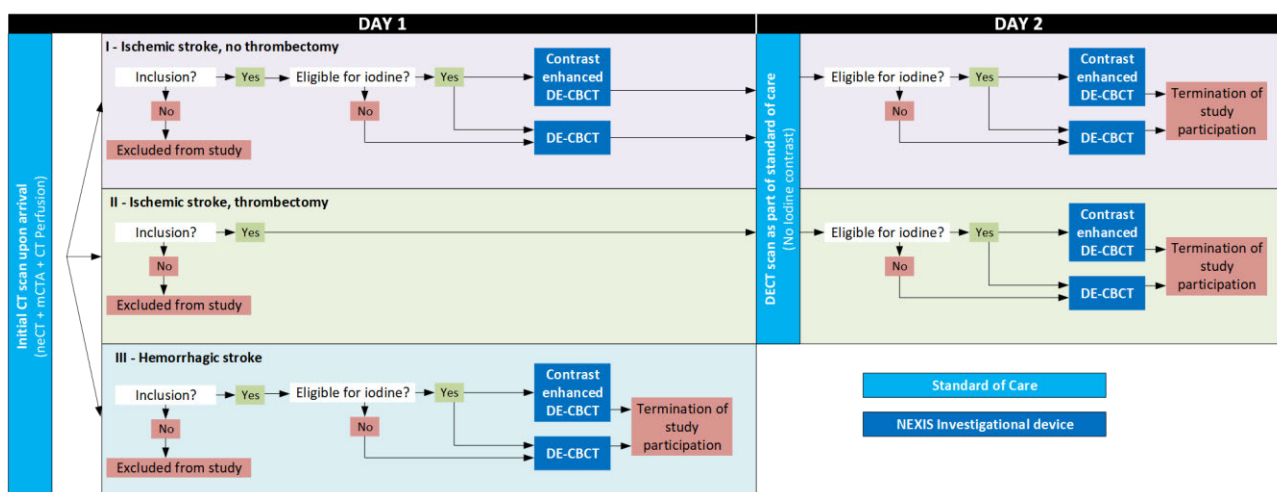 DAY 1
DAY 2
Initial CT scan upon arrival
(neCT + mCTA + CT Perfusion)
I - Ischemic stroke, no thrombectomy
Inclusion?
Yes
Eligible for iodine?
Yes
Contrast
enhanced
DE-CBCT
No
No
DE-CBCT
Excluded from study
DECT scan as part of standard of care
(No Iodine contrast)
Eligible for iodine?
Yes
Contrast
enhanced
DE-CBCT
No
DE-CBCT
Termination of
study
participation
II - Ischemic stroke, thrombectomy
Inclusion?
Yes
No
Excluded from study
Eligible for iodine?
Yes
Contrast
enhanced
DE-CBCT
No
DE-CBCT
Termination of
study
participation
III - Hemorrhagic stroke
Inclusion?
Yes
Eligible for iodine?
Yes
Contrast
enhanced
DE-CBCT
No
No
DE-CBCT
Termination of
study
participation
Excluded from study
Standard of Care
NEXIS Investigational device